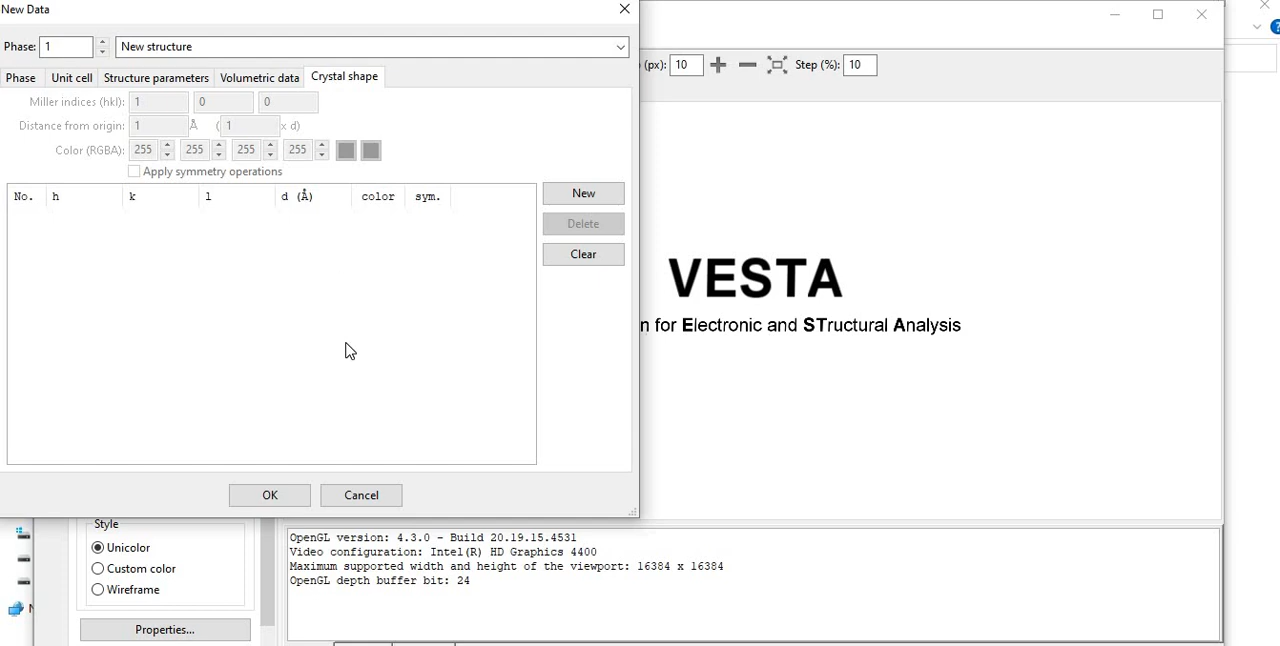 New Data
Phase: 1 New structure
(px): 10 Step (%): 10
Phase Unit cell Structure parameters Volumetric data Crystal shape
Miller indices (hkl): 1 0 0
Distance from origin: 1 Å ( 1 x d)
Color (RGBA): 255 255 255 255
Apply symmetry operations
No. h k l d (Å) color sym.
New
Delete
Clear
VESTA
for Electronic and STructural Analysis
OK Cancel
Style
Unicolor
Custom color
Wireframe
Properties...
OpenGL version: 4.3.0 - Build 20.19.15.4531
Video configuration: Intel(R) HD Graphics 4400
Maximum supported width and height of the viewport: 16384 x 16384
OpenGL depth buffer bit: 24